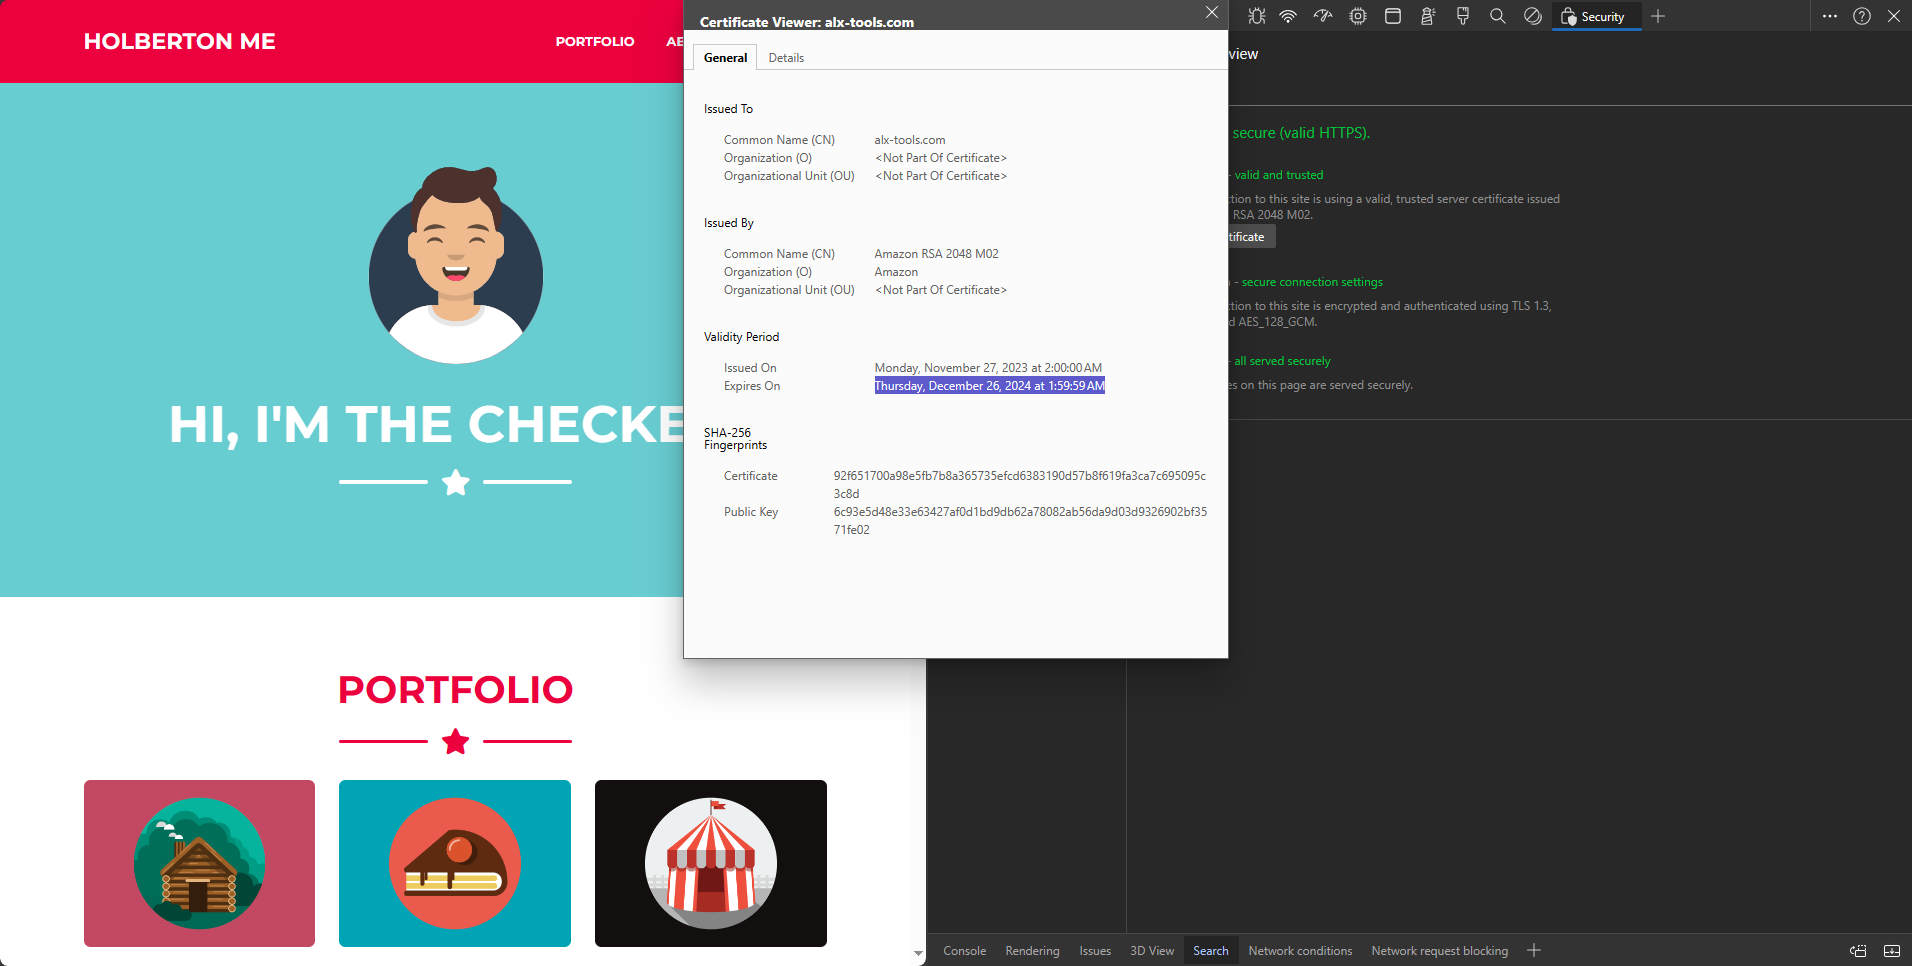 HOLBERTON ME
PORTFOLIO
AB
HI, I'M THE CHECKE
PORTFOLIO
Certificate Viewer: alx-tools.com
General
Details
Issued To
Common Name (CN) alx-tools.com
Organization (O) <Not Part Of Certificate>
Organizational Unit (OU) <Not Part Of Certificate>
Issued By
Common Name (CN) Amazon RSA 2048 M02
Organization (O) Amazon
Organizational Unit (OU) <Not Part Of Certificate>
Validity Period
Issued On Monday, November 27, 2023 at 2:00:00 AM
Expires On Thursday, December 26, 2024 at 1:59:59 AM
SHA-256
Fingerprints
Certificate 92f651700a98e5fb7b8a365735efcd6383190d57b8f619fa3ca7c695095c
3c8d
Public Key 6c93e5d48e33e63427af0d1bd9db62a78082ab56da9d03d9326902bf35
71fe02
Security
view
secure (valid HTTPS).
- valid and trusted
tion to this site is using a valid, trusted server certificate issued
RSA 2048 M02.
tificate
- secure connection settings
ction to this site is encrypted and authenticated using TLS 1.3,
d AES_128_GCM.
- all served securely
es on this page are served securely.
Console
Rendering
Issues
3D View
Search
Network conditions
Network request blocking